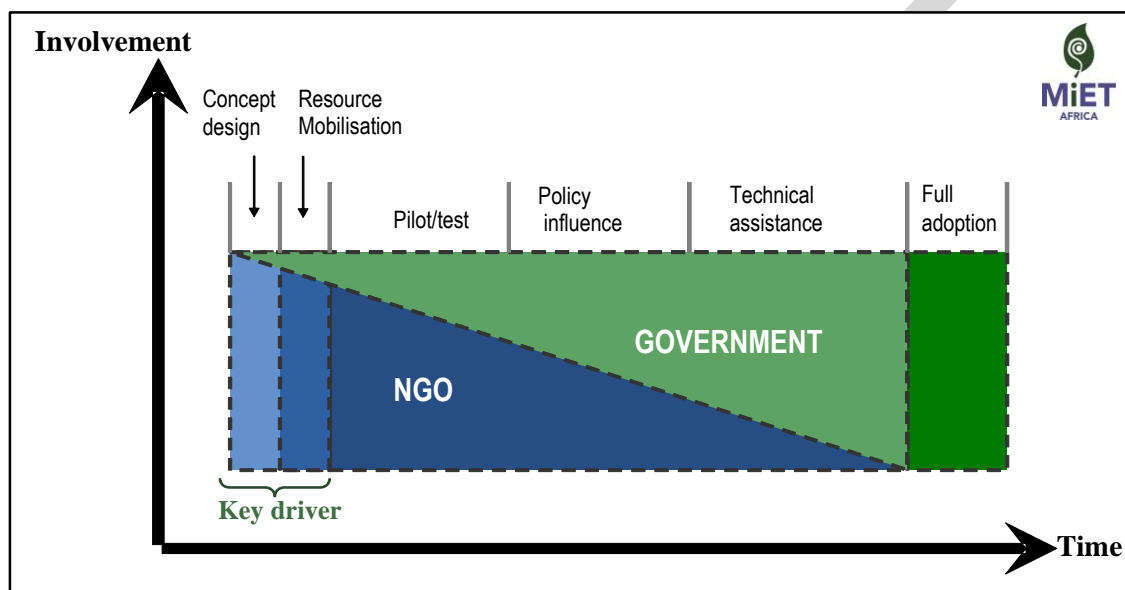 Involvement
MiET
AFRICA
Concept
design
Resource
Mobilisation
Pilot/test
Policy
influence
Technical
assistance
Full
adoption
GOVERNMENT
NGO
Key driver
Time